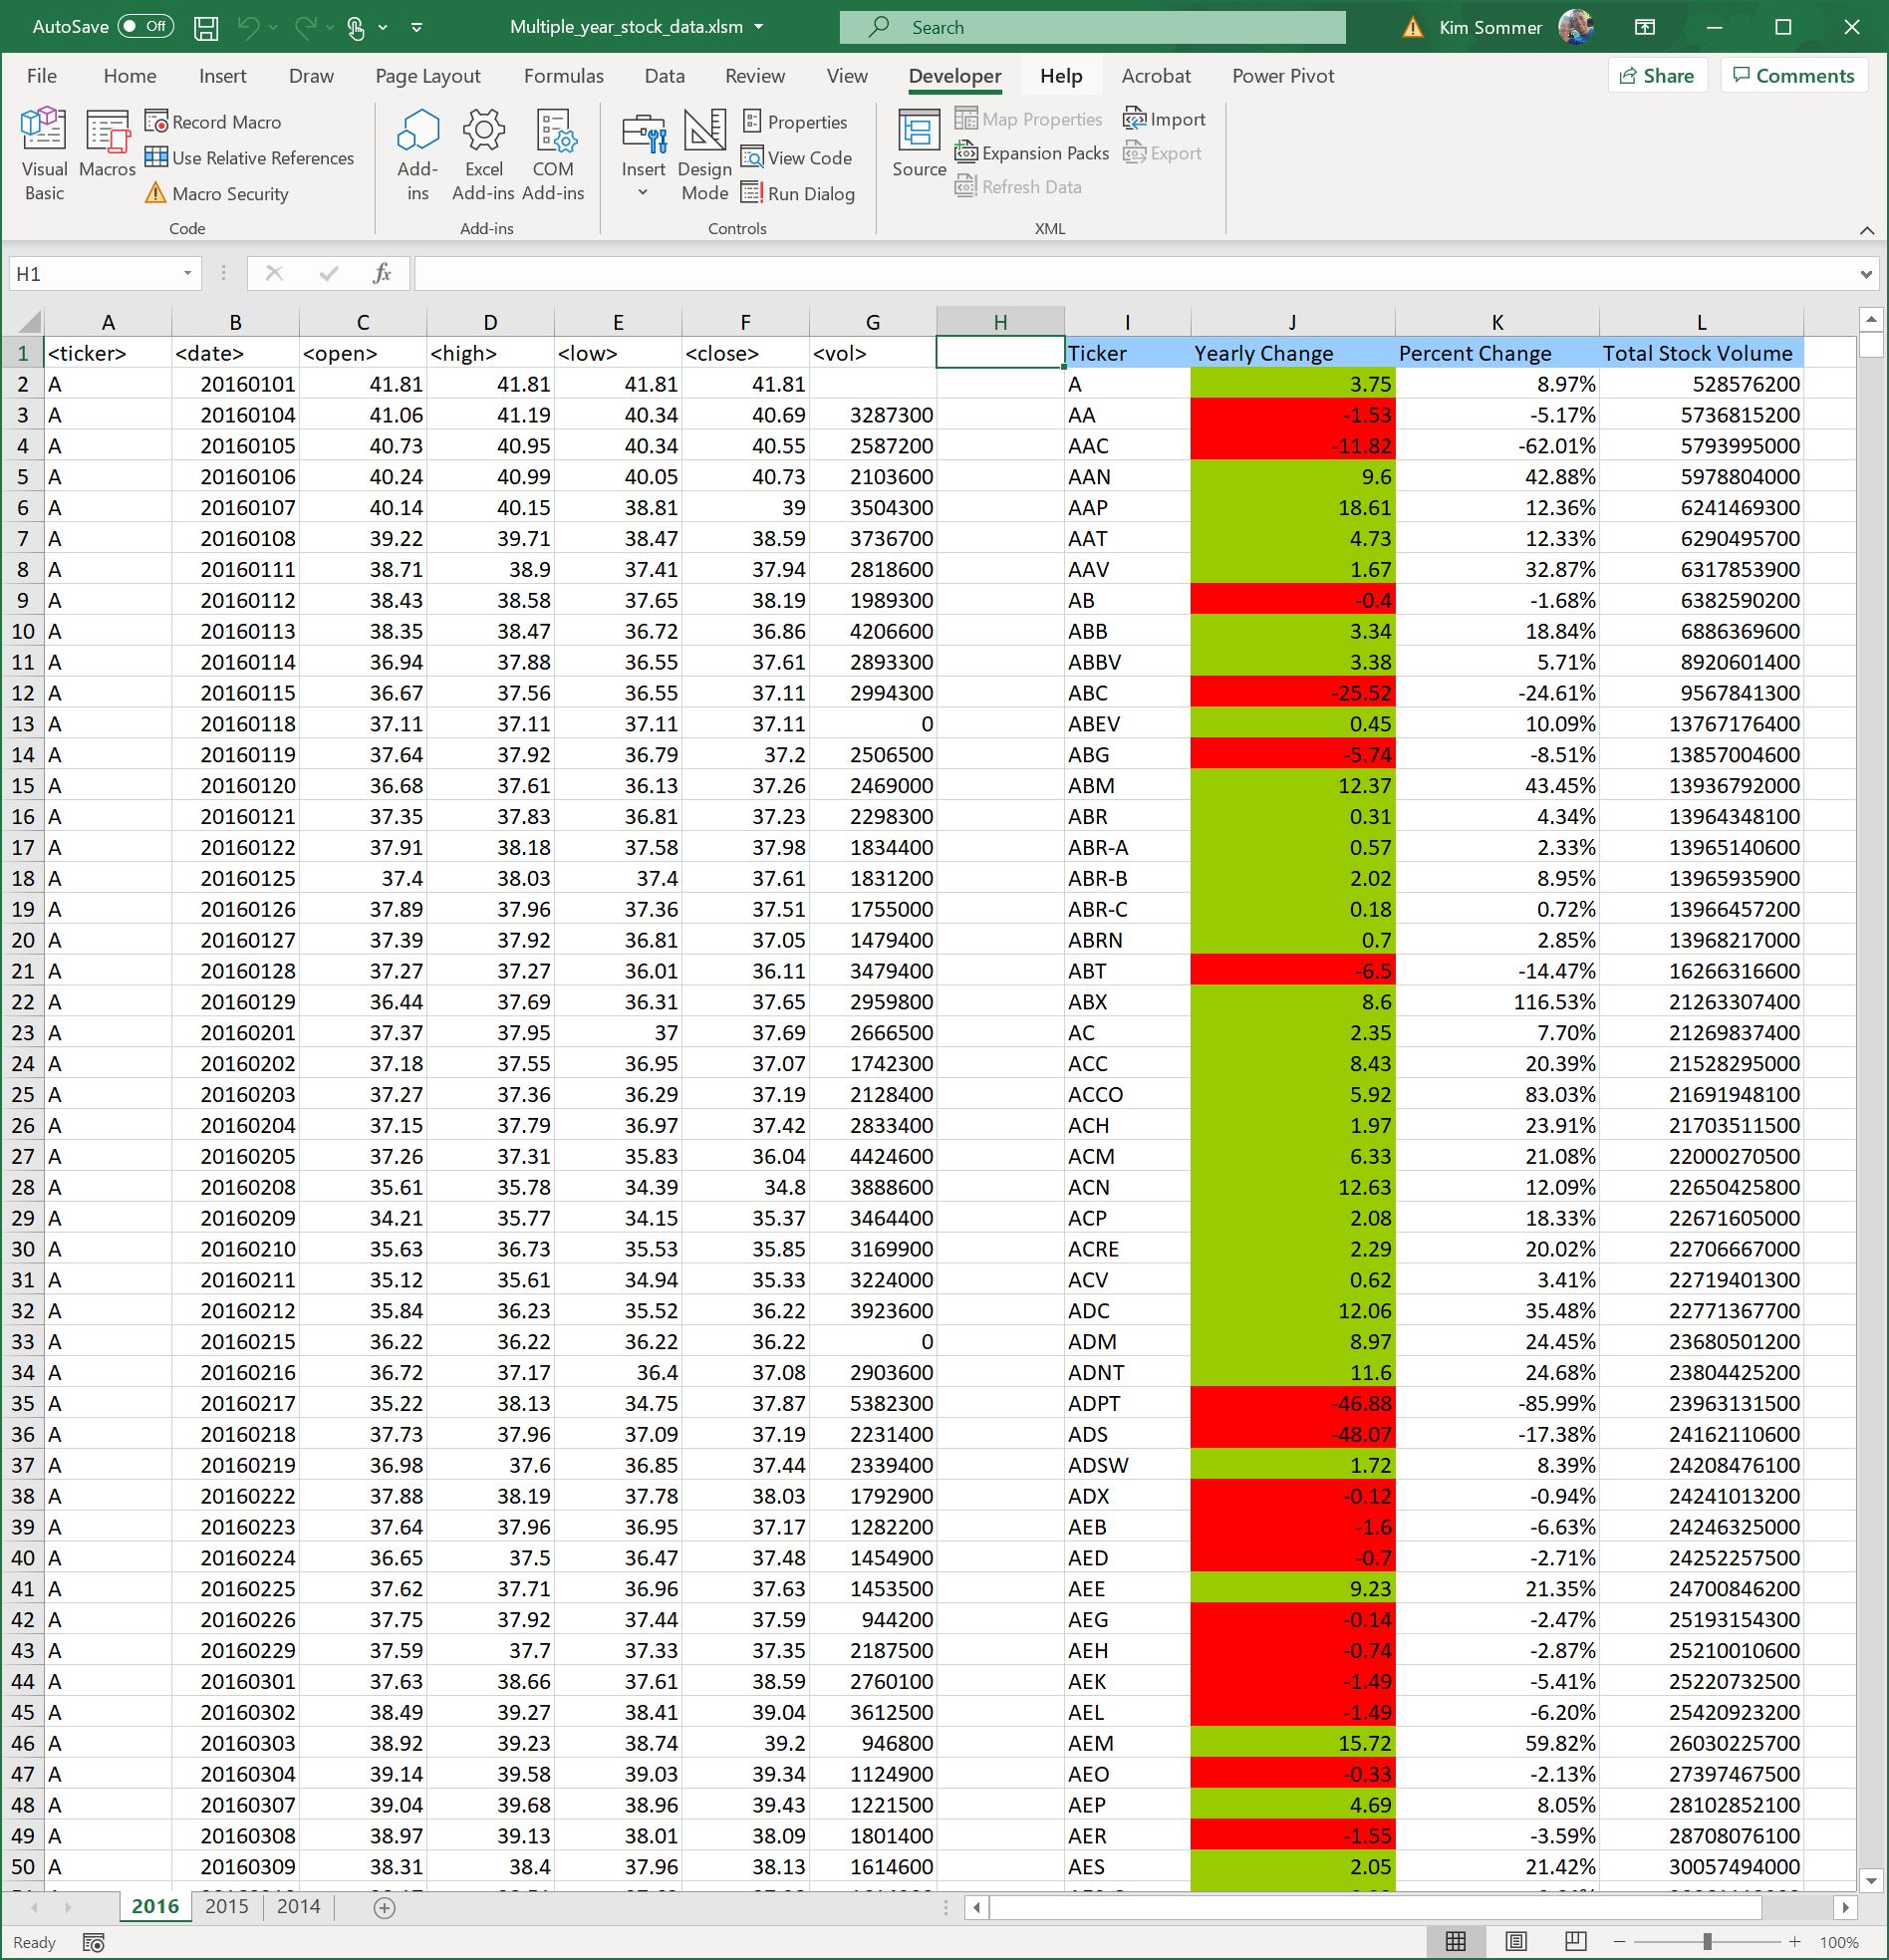 AutoSave Off Multiple_year_stock_data.xlsm Search Kim Sommer
File Home Insert Draw Page Layout Formulas Data Review View Developer Help Acrobat Power Pivot Share Comments
Visual Basic
Macros
Record Macro
Use Relative References
Macro Security
Code
Add-ins
Excel Add-ins
COM Add-ins
Add-ins
Insert
Design Mode
Properties
View Code
Run Dialog
Controls
Source
Map Properties
Expansion Packs
Refresh Data
Import
Export
XML
H1 fx
A B C D E F G H I J K L
1 <ticker> <date> <open> <high> <low> <close> <vol> Ticker Yearly Change Percent Change Total Stock Volume
2 A 20160101 41.81 41.81 41.81 41.81 A 3.75 8.97% 528576200
3 A 20160104 41.06 41.19 40.34 40.69 3287300 AA -1.53 -5.17% 5736815200
4 A 20160105 40.73 40.95 40.34 40.55 2587200 AAC -11.82 -62.01% 5793995000
5 A 20160106 40.24 40.99 40.05 40.73 2103600 AAN 9.6 42.88% 5978804000
6 A 20160107 40.14 40.15 38.81 39 3504300 AAP 18.61 12.36% 6241469300
7 A 20160108 39.22 39.71 38.47 38.59 3736700 AAT 4.73 12.33% 6290495700
8 A 20160111 38.71 38.9 37.41 37.94 2818600 AAV 1.67 32.87% 6317853900
9 A 20160112 38.43 38.58 37.65 38.19 1989300 AB -0.4 -1.68% 6382590200
10 A 20160113 38.35 38.47 36.72 36.86 4206600 ABB 3.34 18.84% 6886369600
11 A 20160114 36.94 37.88 36.55 37.61 2893300 ABBV 3.38 5.71% 8920601400
12 A 20160115 36.67 37.56 36.55 37.11 2994300 ABC -25.52 -24.61% 9567841300
13 A 20160118 37.11 37.11 37.11 37.11 0 ABEV 0.45 10.09% 13767176400
14 A 20160119 37.64 37.92 36.79 37.2 2506500 ABG -5.74 -8.51% 13857004600
15 A 20160120 36.68 37.61 36.13 37.26 2469000 ABM 12.37 43.45% 13936792000
16 A 20160121 37.35 37.83 36.81 37.23 2298300 ABR 0.31 4.34% 13964348100
17 A 20160122 37.91 38.18 37.58 37.98 1834400 ABR-A 0.57 2.33% 13965140600
18 A 20160125 37.4 38.03 37.4 37.61 1831200 ABR-B 2.02 8.95% 13965935900
19 A 20160126 37.89 37.96 37.36 37.51 1755000 ABR-C 0.18 0.72% 13966457200
20 A 20160127 37.39 37.92 36.81 37.05 1479400 ABRN 0.7 2.85% 13968217000
21 A 20160128 37.27 37.27 36.01 36.11 3479400 ABT -6.5 -14.47% 16266316600
22 A 20160129 36.44 37.69 36.31 37.65 2959800 ABX 8.6 116.53% 21263307400
23 A 20160201 37.37 37.95 37 37.69 2666500 AC 2.35 7.70% 21269837400
24 A 20160202 37.18 37.55 36.95 37.07 1742300 ACC 8.43 20.39% 21528295000
25 A 20160203 37.27 37.36 36.29 37.19 2128400 ACCO 5.92 83.03% 21691948100
26 A 20160204 37.15 37.79 36.97 37.42 2833400 ACH 1.97 23.91% 21703511500
27 A 20160205 37.26 37.31 35.83 36.04 4424600 ACM 6.33 21.08% 22000270500
28 A 20160208 35.61 35.78 34.39 34.8 3888600 ACN 12.63 12.09% 22650425800
29 A 20160209 34.21 35.77 34.15 35.37 3464400 ACP 2.08 18.33% 22671605000
30 A 20160210 35.63 36.73 35.53 35.85 3169900 ACRE 2.29 20.02% 22706667000
31 A 20160211 35.12 35.61 34.94 35.33 3224000 ACV 0.62 3.41% 22719401300
32 A 20160212 35.84 36.23 35.52 36.22 3923600 ADC 12.06 35.48% 22771367700
33 A 20160215 36.22 36.22 36.22 36.22 0 ADM 8.97 24.45% 23680501200
34 A 20160216 36.72 37.17 36.4 37.08 2903600 ADNT 11.6 24.68% 23804425200
35 A 20160217 35.22 38.13 34.75 37.87 5382300 ADPT -46.88 -85.99% 23963131500
36 A 20160218 37.73 37.96 37.09 37.19 2231400 ADS -48.07 -17.38% 24162110600
37 A 20160219 36.98 37.6 36.85 37.44 2339400 ADSW 1.72 8.39% 24208476100
38 A 20160222 37.88 38.19 37.78 38.03 1792900 ADX -0.12 -0.94% 24241013200
39 A 20160223 37.64 37.96 36.95 37.17 1282200 AEB -1.6 -6.63% 24246325000
40 A 20160224 36.65 37.5 36.47 37.48 1454900 AED -0.7 -2.71% 24252257500
41 A 20160225 37.62 37.71 36.96 37.63 1453500 AEE 9.23 21.35% 24700846200
42 A 20160226 37.75 37.92 37.44 37.59 944200 AEG -0.14 -2.47% 25193154300
43 A 20160229 37.59 37.7 37.33 37.35 2187500 AEH -0.74 -2.87% 25210010600
44 A 20160301 37.63 38.66 37.61 38.59 2760100 AEK -1.49 -5.41% 25220732500
45 A 20160302 38.49 39.27 38.41 39.04 3612500 AEL -1.49 -6.20% 25420923200
46 A 20160303 38.92 39.23 38.74 39.2 946800 AEM 15.72 59.82% 26030225700
47 A 20160304 39.14 39.58 39.03 39.34 1124900 AEO -0.33 -2.13% 27397467500
48 A 20160307 39.04 39.68 38.96 39.43 1221500 AEP 4.69 8.05% 28102852100
49 A 20160308 38.97 39.13 38.01 38.09 1801400 AER -1.55 -3.59% 28708076100
50 A 20160309 38.31 38.4 37.96 38.13 1614600 AES 2.05 21.42% 30057494000
2016 2015 2014
Ready 100%